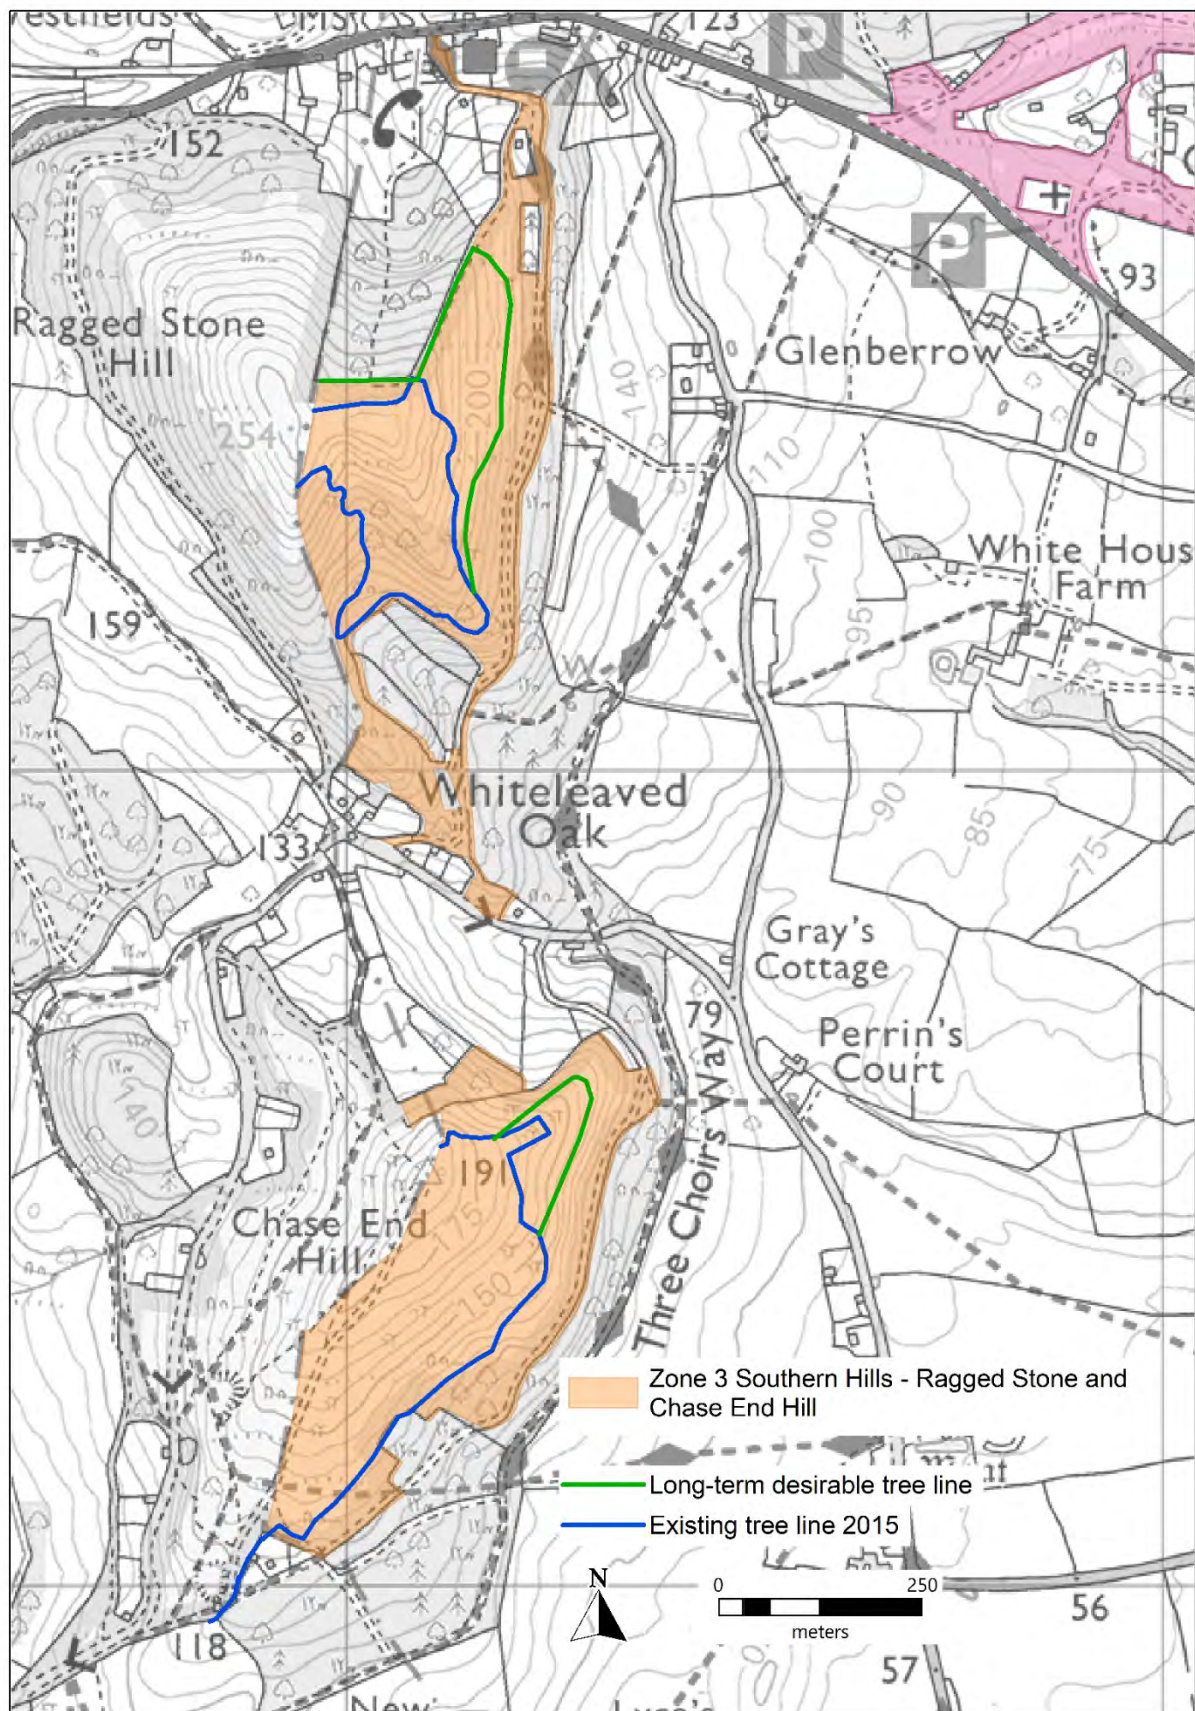 123
152
P
P
93
Ragged Stone
Hill
Glenberrow
140
200
254
110
100
White Hous
Farm
95
159
W
Whiteleaved
Oak
90
85
75
133
Gray's
Cottage
79
Perrin's
Court
140
191
175
Chase End
Hill
150
Three Choirs Way
Zone 3 Southern Hills - Ragged Stone and
Chase End Hill
Long-term desirable tree line
Existing tree line 2015
N
0 250
meters
56
118
57
New